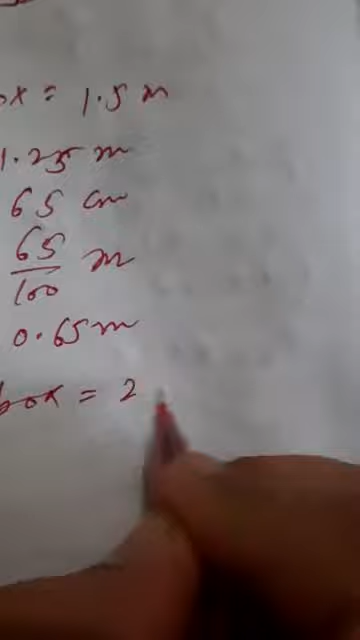 ox = 1.5 m
1.25 m
65 cm
65
100 m
0.65 m
box = 2